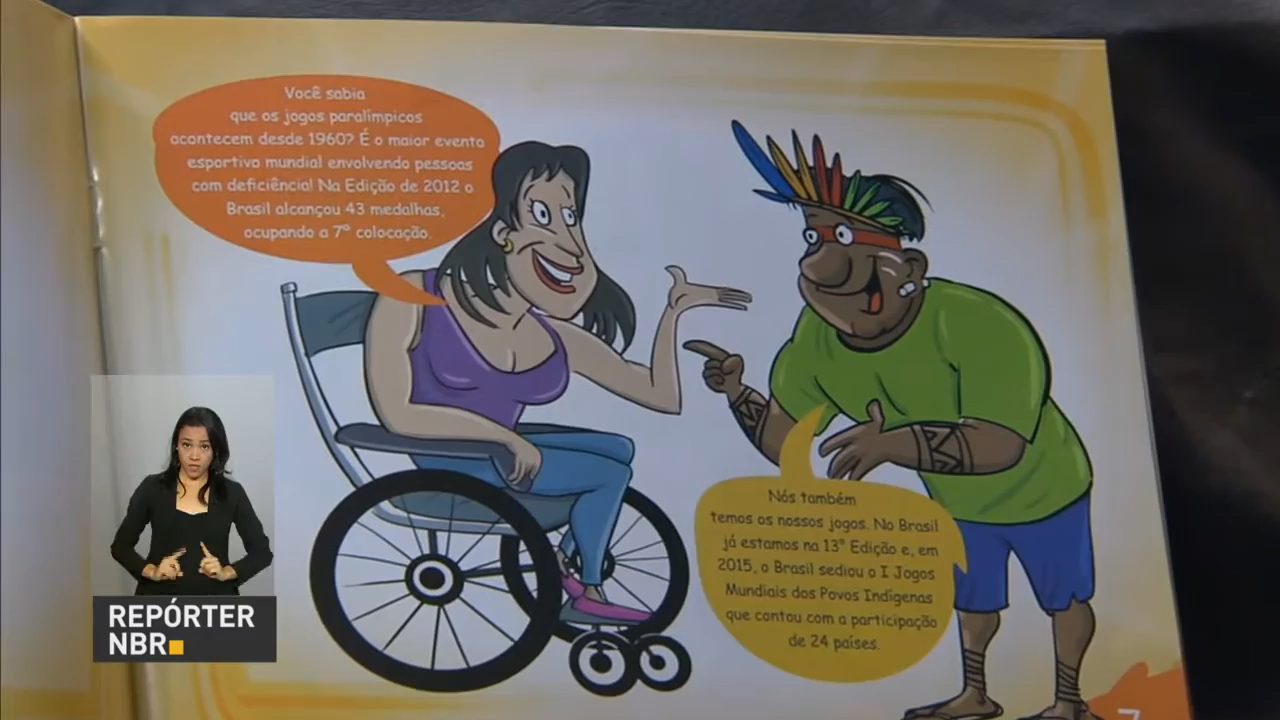 Você sabia
que os jogos paralímpicos
acontecem desde 1960? É o maior evento
esportivo mundial envolvendo pessoas
com deficiência! Na Edição de 2012 o
Brasil alcançou 43 medalhas,
ocupando a 7º colocação.
Nós também
temos os nossos jogos. No Brasil
já estamos na 13ª Edição e, em
2015, o Brasil sediou o I Jogos
Mundiais dos Povos Indígenas
que contou com a participação
de 24 países.
REPÓRTER
NBR
7